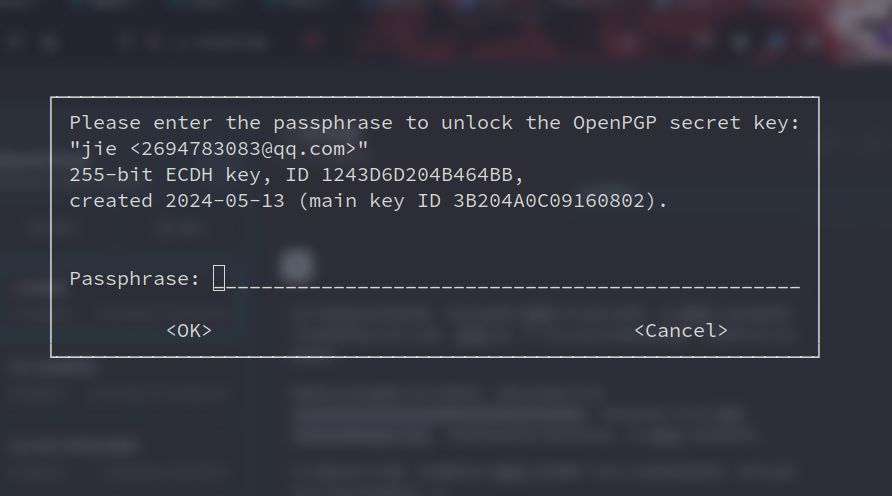 Please enter the passphrase to unlock the OpenPGP secret key:
"jie <2694783083@qq.com>"
255-bit ECDH key, ID 1243D6D204B464BB,
created 2024-05-13 (main key ID 3B204A0C09160802).
Passphrase: ________________________________________________
<OK> <Cancel>